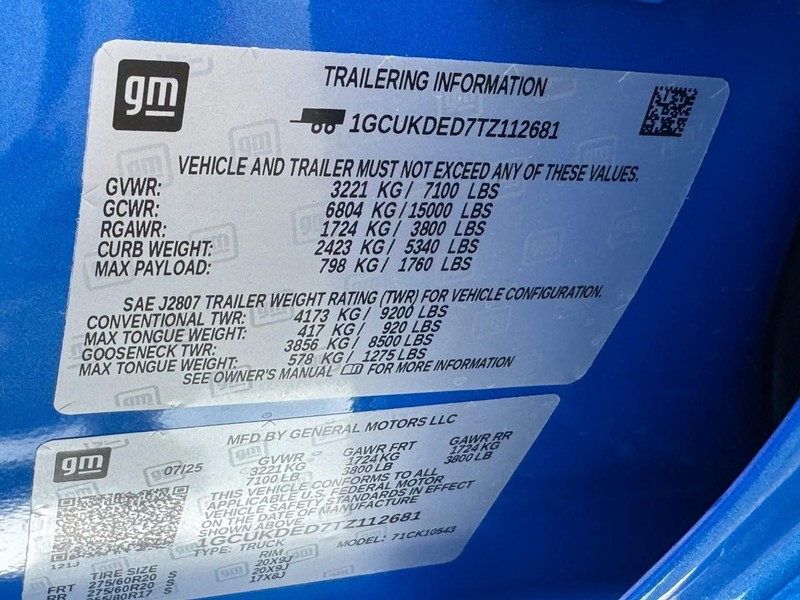 gm
TRAILERING INFORMATION
1GCUKDED7TZ112681
VEHICLE AND TRAILER MUST NOT EXCEED ANY OF THESE VALUES.
GVWR: 3221 KG / 7100 LBS
GCWR: 6804 KG / 15000 LBS
RGAWR: 1724 KG / 3800 LBS
CURB WEIGHT: 2423 KG / 5340 LBS
MAX PAYLOAD: 798 KG / 1760 LBS
SAE J2807 TRAILER WEIGHT RATING (TWR) FOR VEHICLE CONFIGURATION.
CONVENTIONAL TWR: 4173 KG / 9200 LBS
MAX TONGUE WEIGHT: 417 KG / 920 LBS
GOOSENECK TWR: 3856 KG / 8500 LBS
MAX TONGUE WEIGHT: 578 KG / 1275 LBS
SEE OWNER'S MANUAL FOR MORE INFORMATION
gm
MFD BY GENERAL MOTORS LLC
07/25
GVWR GAWR FRT GAWR RR
3221 KG 1724 KG 1724 KG
7100 LB 3800 LB 3800 LB
THIS VEHICLE CONFORMS TO ALL
APPLICABLE U.S. FEDERAL MOTOR
VEHICLE SAFETY STANDARDS IN EFFECT
ON THE DATE OF MANUFACTURE
SHOWN ABOVE.
1GCUKDED7TZ112681
TYPE: TRUCK MODEL: 71CK10543
121J
TIRE SIZE RIM
FRT 275/60R20 S 20X9J
RR 275/60R20 S 20X9J
17X8J